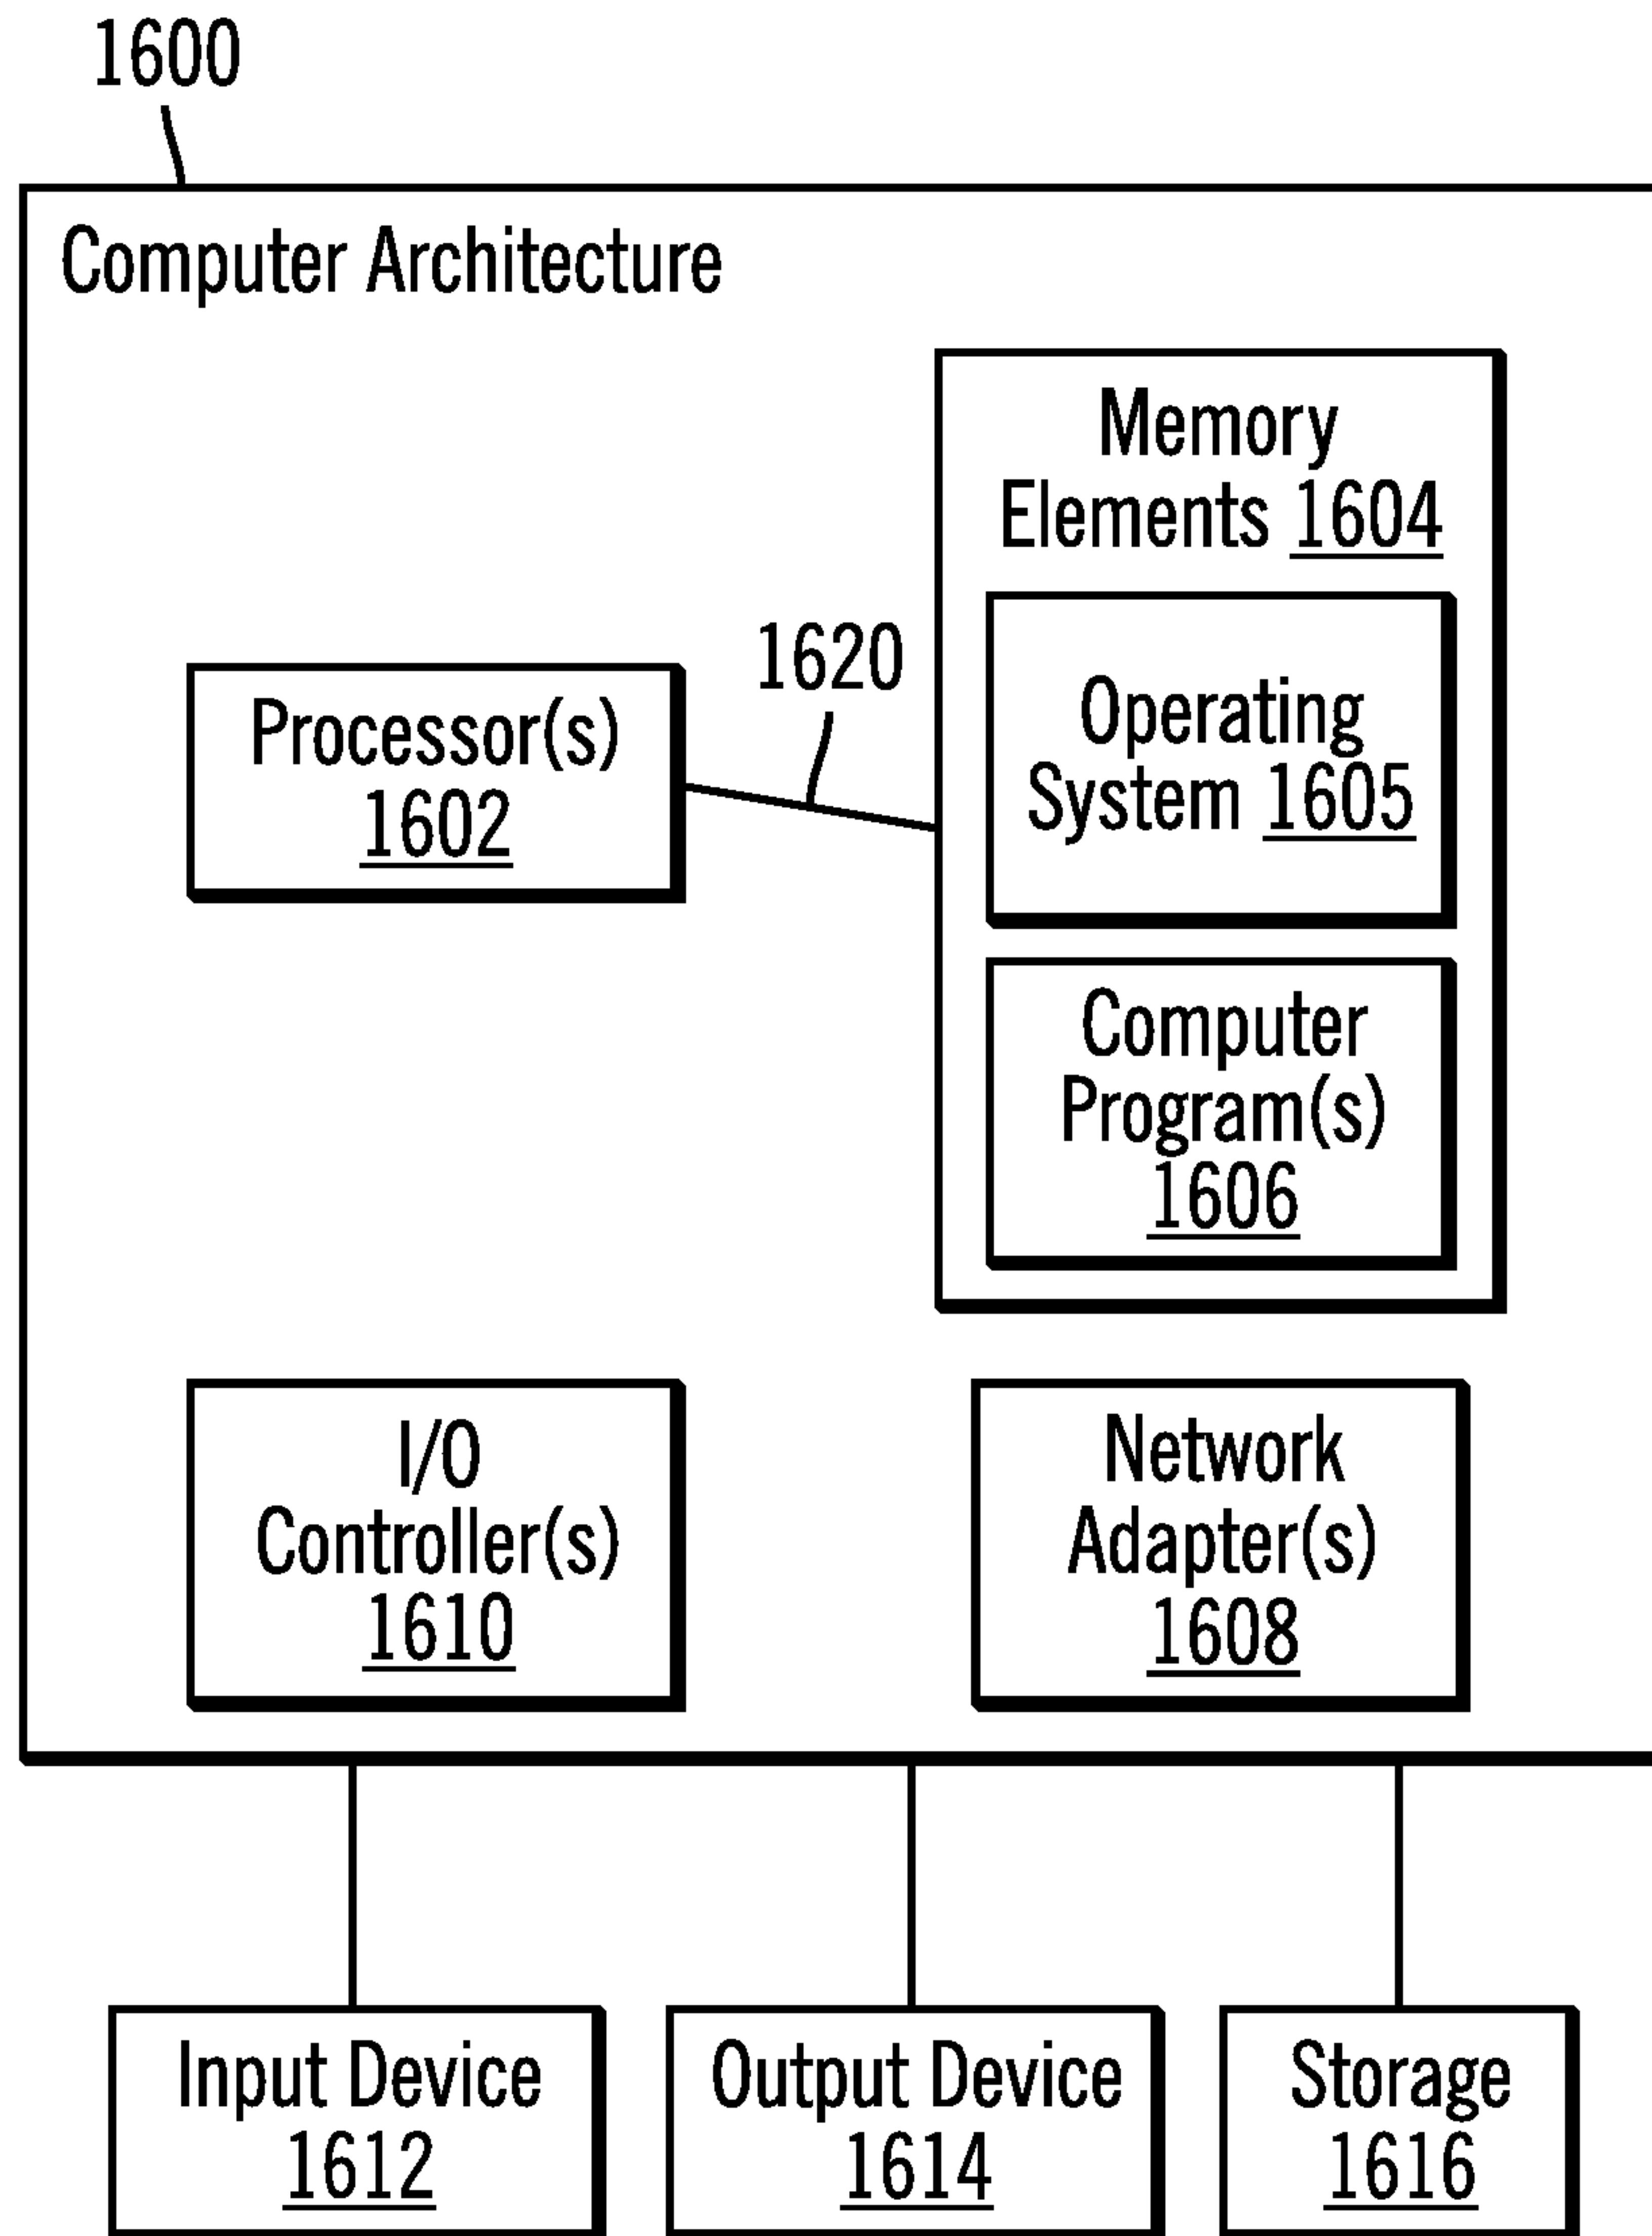 1600
Computer Architecture
Memory
Elements 1604
1620
Processor(s)
1602
Operating
System 1605
Computer
Program(s)
1606
I/O
Controller(s)
1610
Network
Adapter(s)
1608
Input Device
1612
Output Device
1614
Storage
1616